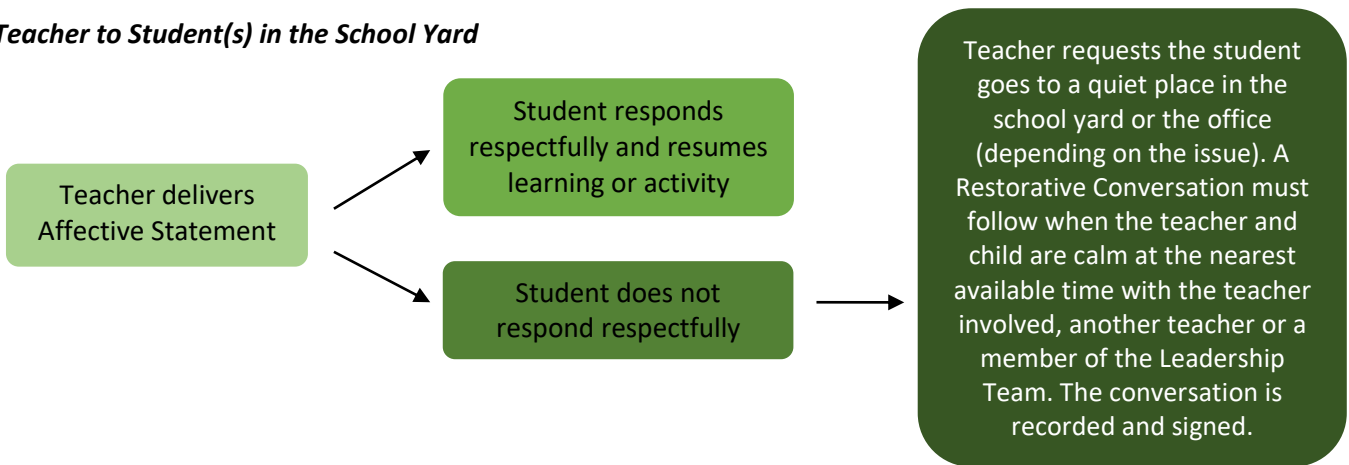 Teacher to Student(s) in the School Yard
Teacher delivers
Affective Statement
Student responds
respectfully and resumes
learning or activity
Student does not
respond respectfully
Teacher requests the student
goes to a quiet place in the
school yard or the office
(depending on the issue). A
Restorative Conversation must
follow when the teacher and
child are calm at the nearest
available time with the teacher
involved, another teacher or a
member of the Leadership
Team. The conversation is
recorded and signed.